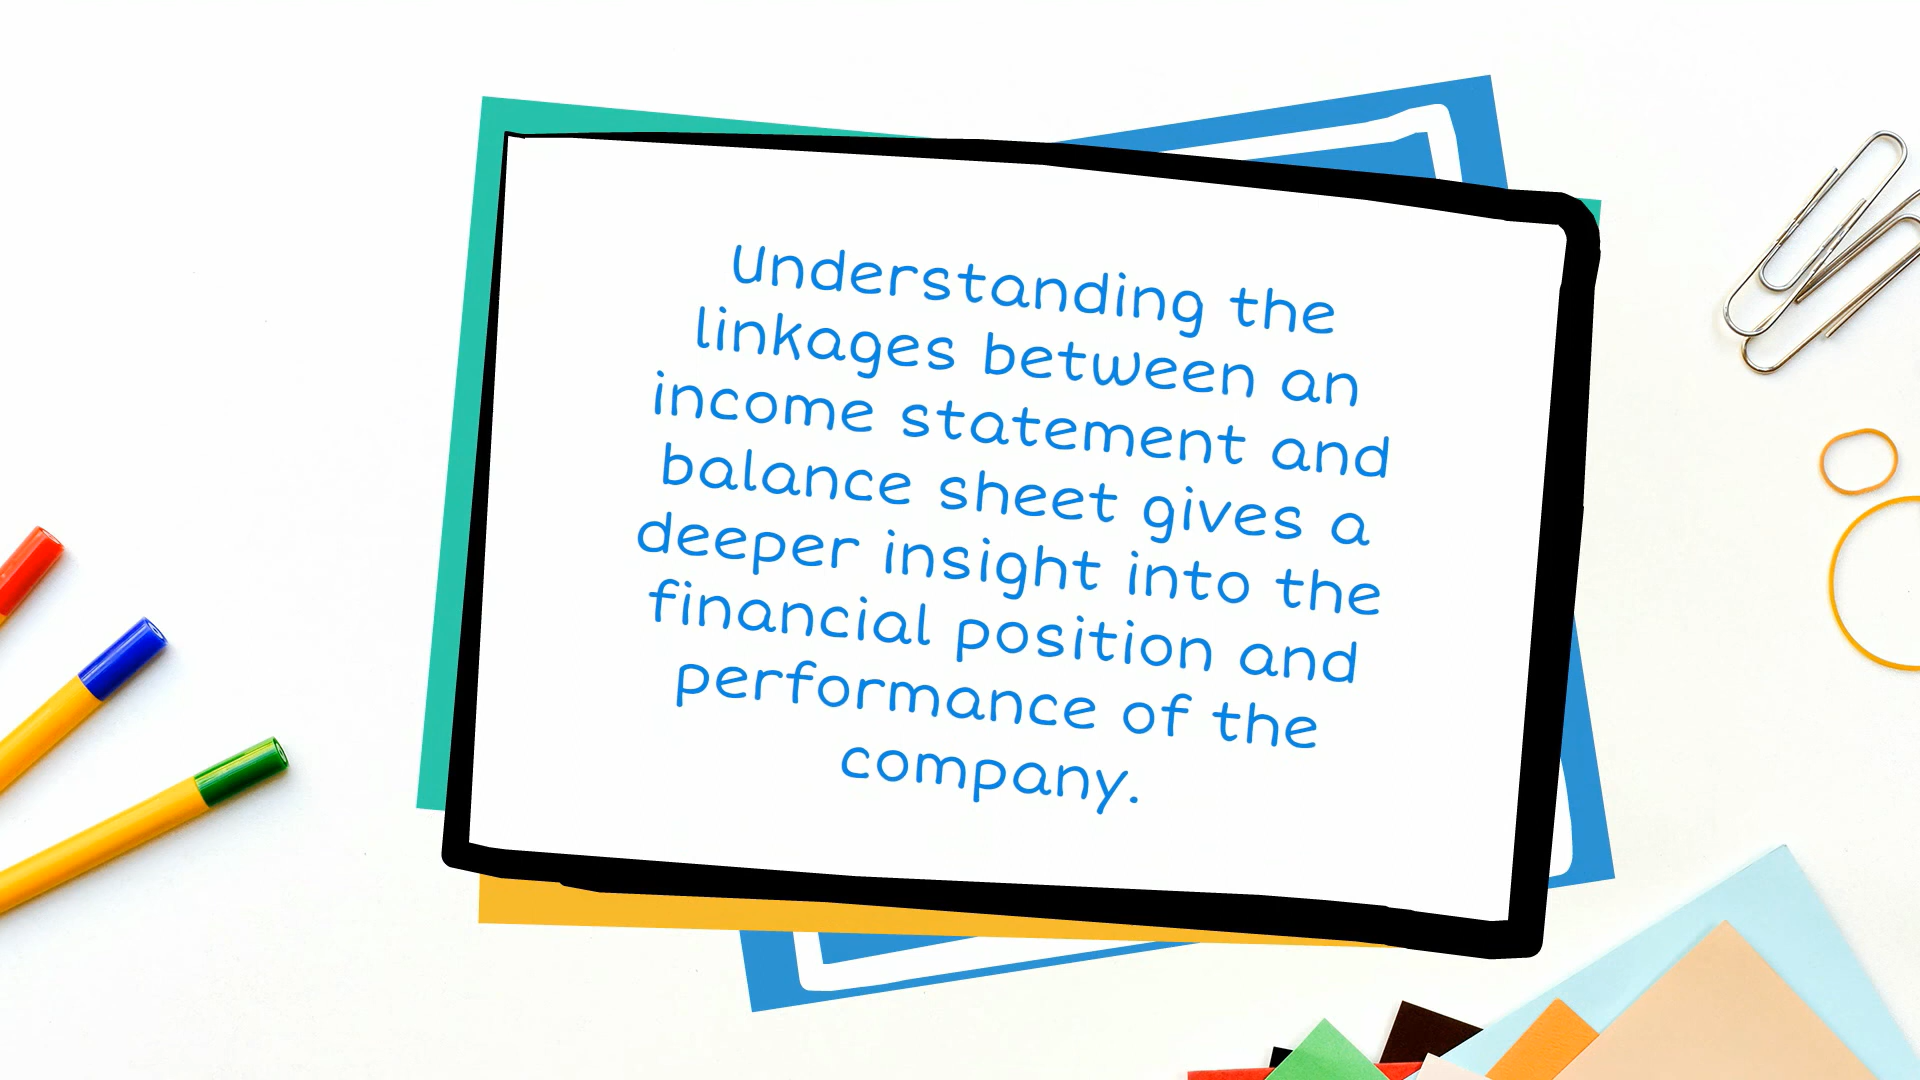 Understanding the
linkages between an
income statement and
balance sheet gives a
deeper insight into the
financial position and
performance of the
company.